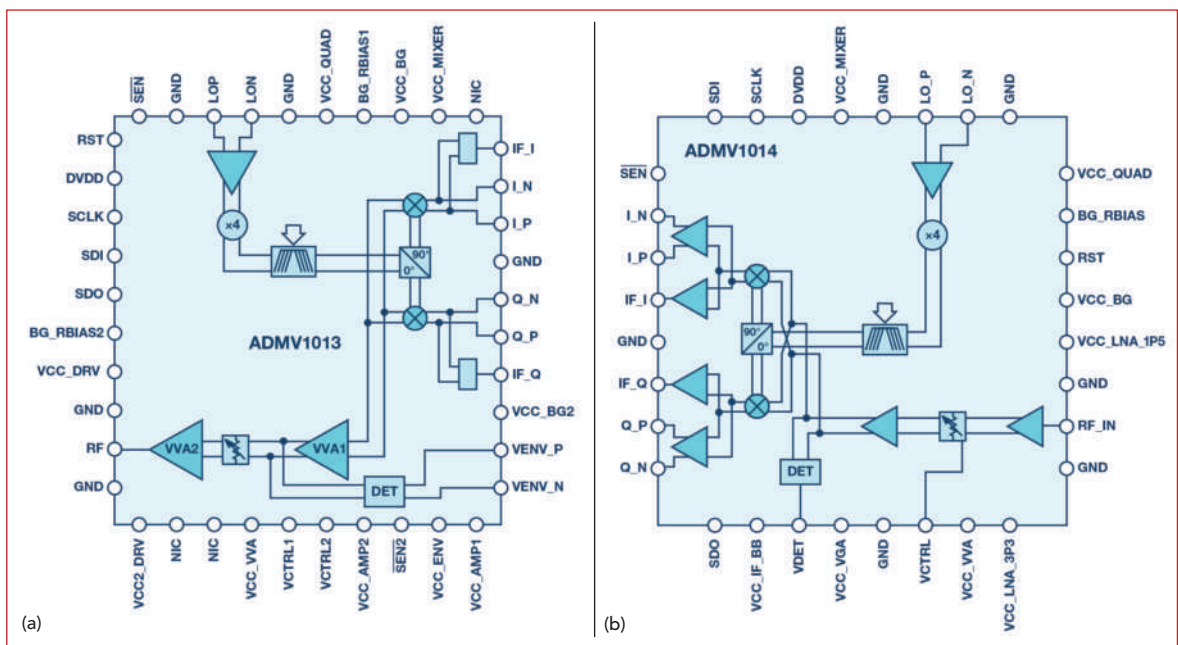 SEN
GND
LOP
LON
GND
VCC_QUAD
BG_RBIAS1
VCC_BG
VCC_MIXER
NIC
RST
DVDD
SCLK
SDI
SDO
BG_RBIAS2
VCC_DRV
GND
RF
GND
ADMV1013
×4
90°
0°
VVA2
VVA1
DET
IF_I
I_N
I_P
GND
Q_N
Q_P
IF_Q
VCC_BG2
VENV_P
VENV_N
VCC2_DRV
NIC
NIC
VCC_VVA
VCTRL1
VCTRL2
VCC_AMP2
SEN2
VCC_ENV
VCC_AMP1
(a)
SDI
SCLK
DVDD
VCC_MIXER
GND
LO_P
LO_N
GND
SEN
I_N
I_P
IF_I
GND
IF_Q
Q_P
Q_N
ADMV1014
×4
90°
0°
DET
VCC_QUAD
BG_RBIAS
RST
VCC_BG
VCC_LNA_1P5
GND
RF_IN
GND
SDO
VCC_IF_BB
VDET
VCC_VGA
GND
VCTRL
VCC_VVA
VCC_LNA_3P3
(b)